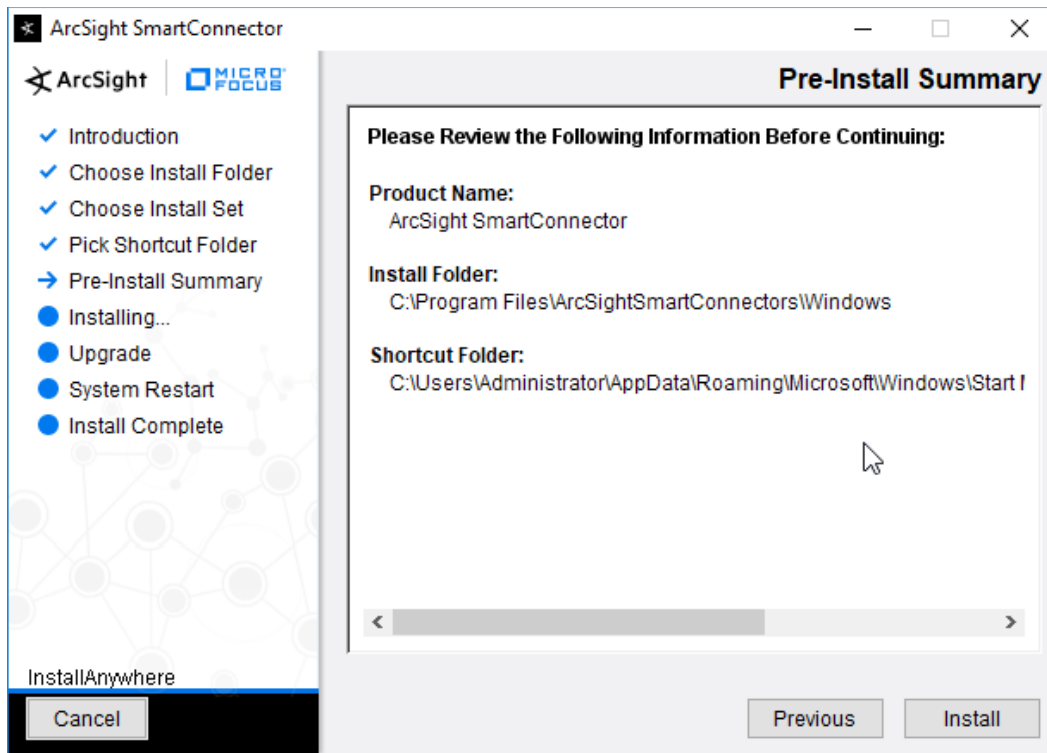 ArcSight SmartConnector
ArcSight
MICRO
FOCUS
Pre-Install Summary
Introduction
Choose Install Folder
Choose Install Set
Pick Shortcut Folder
Pre-Install Summary
Installing...
Upgrade
System Restart
Install Complete
Please Review the Following Information Before Continuing:
Product Name:
ArcSight SmartConnector
Install Folder:
C:\Program Files\ArcSightSmartConnectors\Windows
Shortcut Folder:
C:\Users\Administrator\AppData\Roaming\Microsoft\Windows\Start
InstallAnywhere
Cancel
Previous
Install